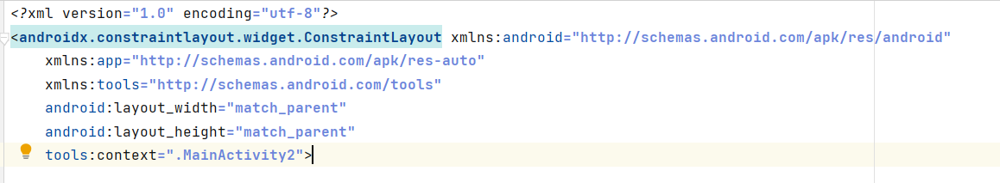 <?xml version="1.0" encoding="utf-8"?>
<androidx.constraintlayout.widget.ConstraintLayout xmlns:android="http://schemas.android.com/apk/res/android"
    xmlns:app="http://schemas.android.com/apk/res-auto"
    xmlns:tools="http://schemas.android.com/tools"
    android:layout_width="match_parent"
    android:layout_height="match_parent"
    tools:context=".MainActivity2">